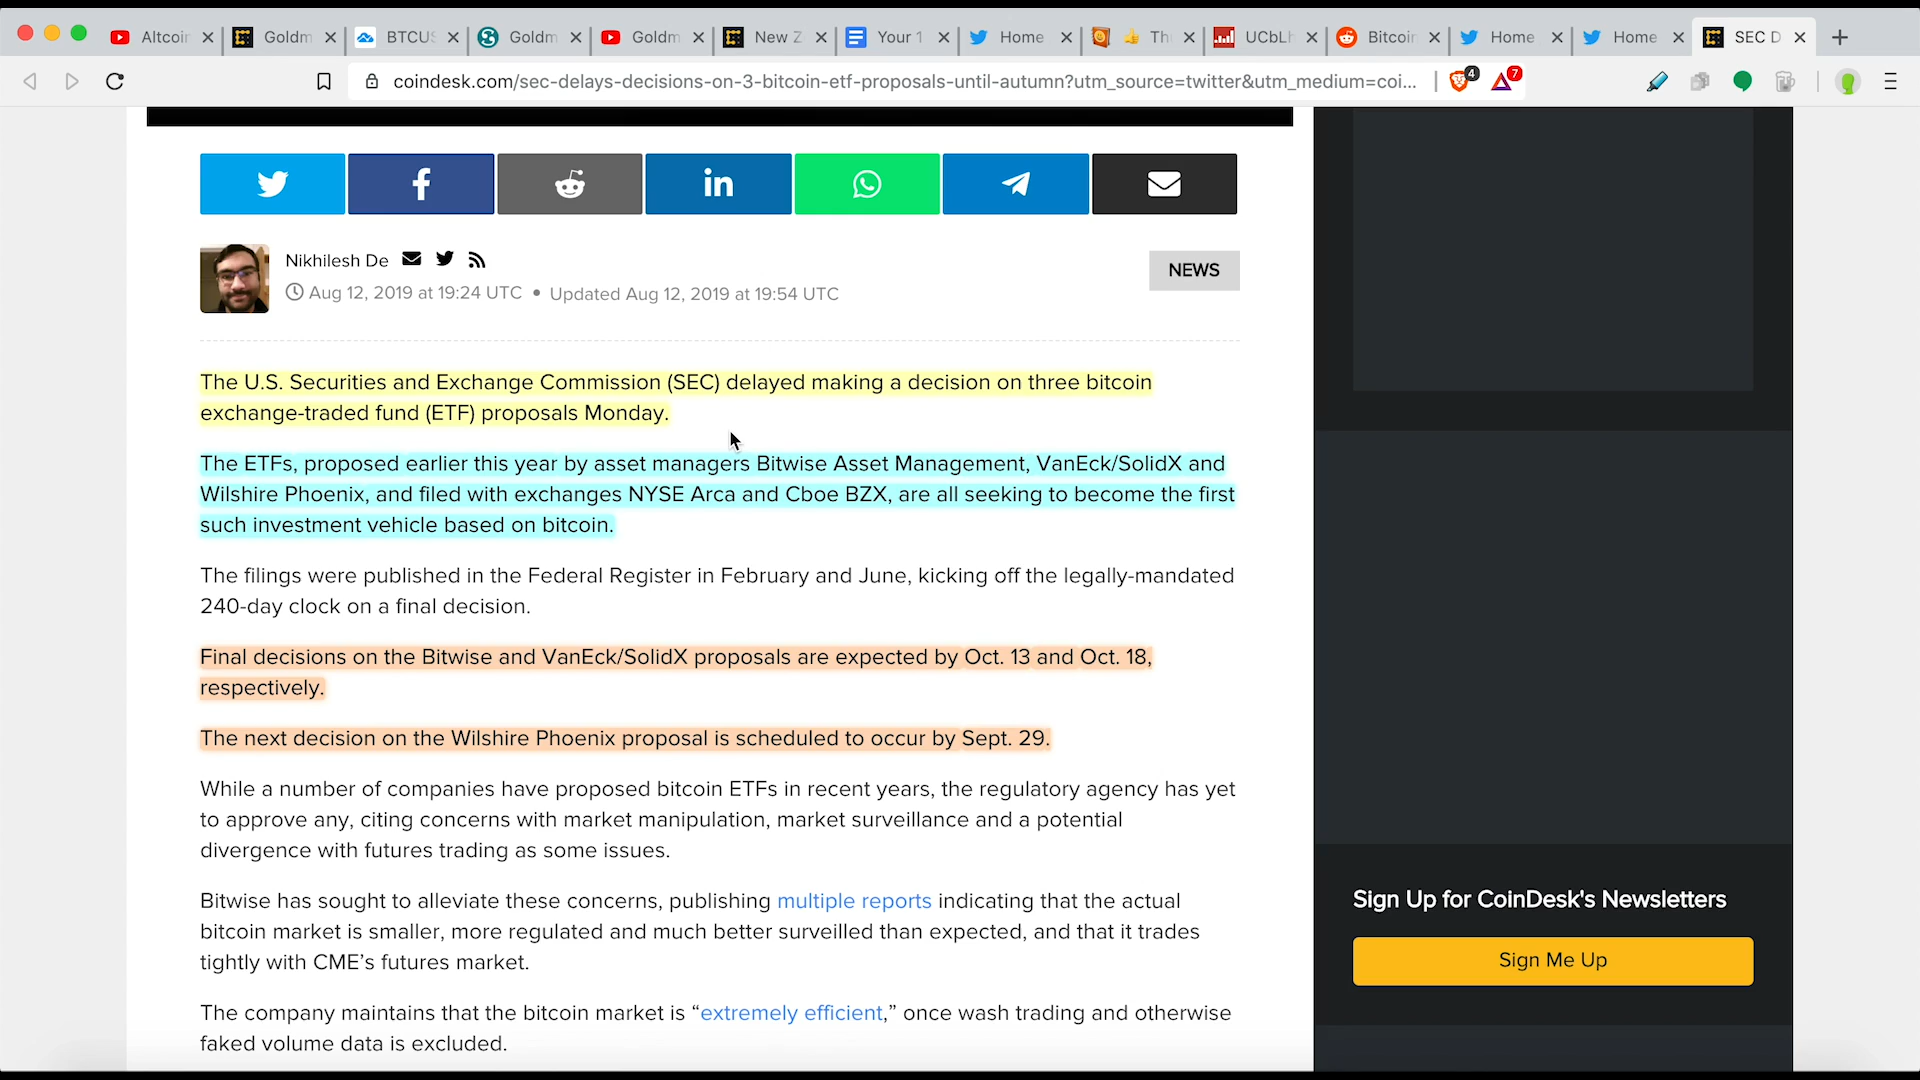 Altcoin
Goldm
BTCUS
Goldm
Goldm
New Z
Your 1
Home
Th
UCbLH
Bitcoin
Home
Home
SEC D
coindesk.com/sec-delays-decisions-on-3-bitcoin-etf-proposals-until-autumn?utm_source=twitter&utm_medium=coi...
4
7
in
Nikhilesh De
Aug 12, 2019 at 19:24 UTC • Updated Aug 12, 2019 at 19:54 UTC
NEWS
The U.S. Securities and Exchange Commission (SEC) delayed making a decision on three bitcoin
exchange-traded fund (ETF) proposals Monday.
The ETFs, proposed earlier this year by asset managers Bitwise Asset Management, VanEck/SolidX and
Wilshire Phoenix, and filed with exchanges NYSE Arca and Cboe BZX, are all seeking to become the first
such investment vehicle based on bitcoin.
The filings were published in the Federal Register in February and June, kicking off the legally-mandated
240-day clock on a final decision.
Final decisions on the Bitwise and VanEck/SolidX proposals are expected by Oct. 13 and Oct. 18,
respectively.
The next decision on the Wilshire Phoenix proposal is scheduled to occur by Sept. 29.
While a number of companies have proposed bitcoin ETFs in recent years, the regulatory agency has yet
to approve any, citing concerns with market manipulation, market surveillance and a potential
divergence with futures trading as some issues.
Bitwise has sought to alleviate these concerns, publishing multiple reports indicating that the actual
bitcoin market is smaller, more regulated and much better surveilled than expected, and that it trades
tightly with CME’s futures market.
The company maintains that the bitcoin market is “extremely efficient,” once wash trading and otherwise
faked volume data is excluded.
Sign Up for CoinDesk's Newsletters
Sign Me Up